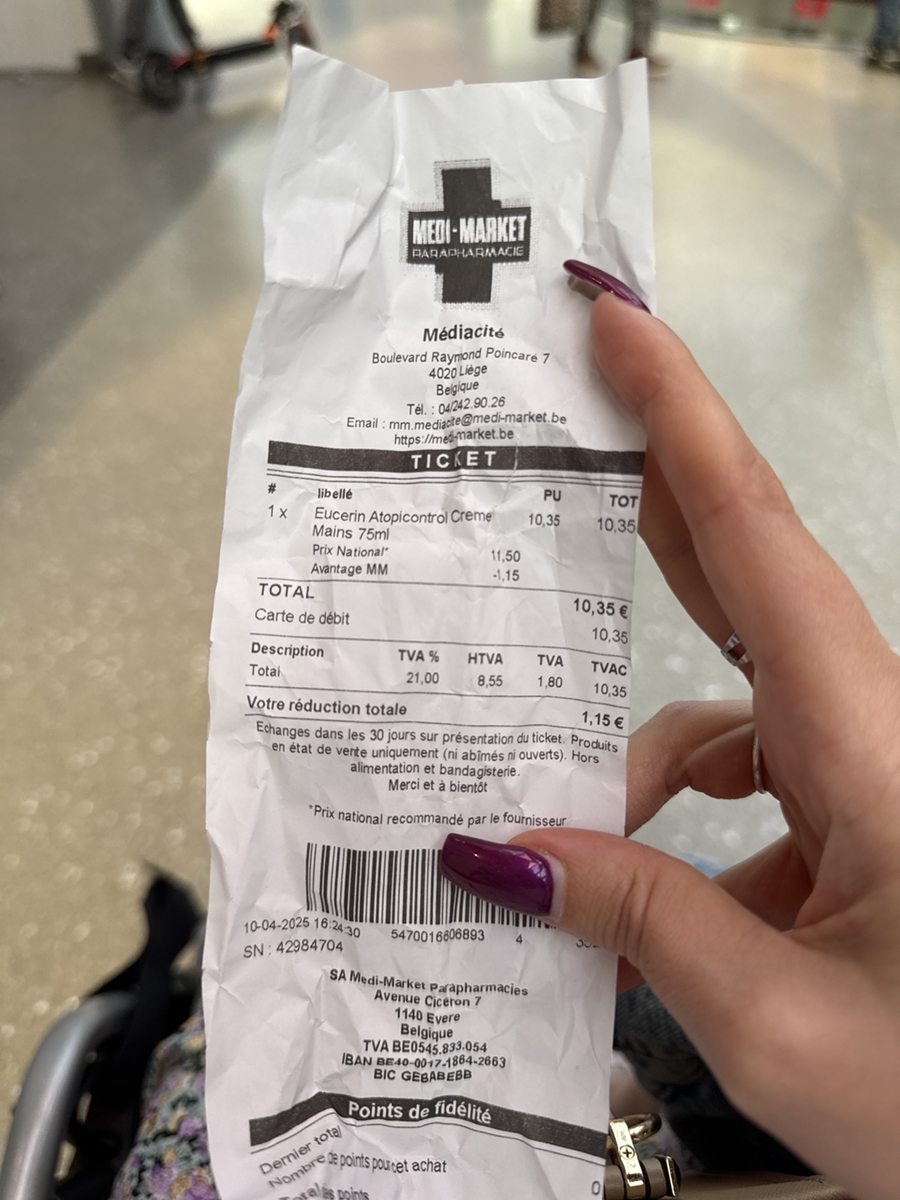 MEDI-MARKET
PARAPHARMACIE
Médiacité
Boulevard Raymond Poincaré 7
4020 Liège
Belgique
Tél. : 04/242.90.26
Email : mm.mediacite@medi-market.be
https://medi-market.be
TICKET
# libellé PU TOT
1 x Eucerin Atopicontrol Creme 10,35 10,35
Mains 75ml
Prix National* 11,50
Avantage MM -1,15
TOTAL 10,35 €
Carte de débit 10,35
Description TVA % HTVA TVA TVAC
Total 21,00 8,55 1,80 10,35
Votre réduction totale 1,15 €
Echanges dans les 30 jours sur présentation du ticket. Produits
en état de vente uniquement (ni abîmés ni ouverts). Hors
alimentation et bandagisterie.
Merci et à bientôt
*Prix national recommandé par le fournisseur
10-04-2025 16:24:30 5470016606893 4
SN : 42984704
SA Medi-Market Parapharmacies
Avenue Ciceron 7
1140 Evere
Belgique
TVA BE0545.833.054
IBAN BE40-0017-1864-2663
BIC GEBABEBB
Points de fidélité
Dernier total
Nombre de points pour cet achat
0
points